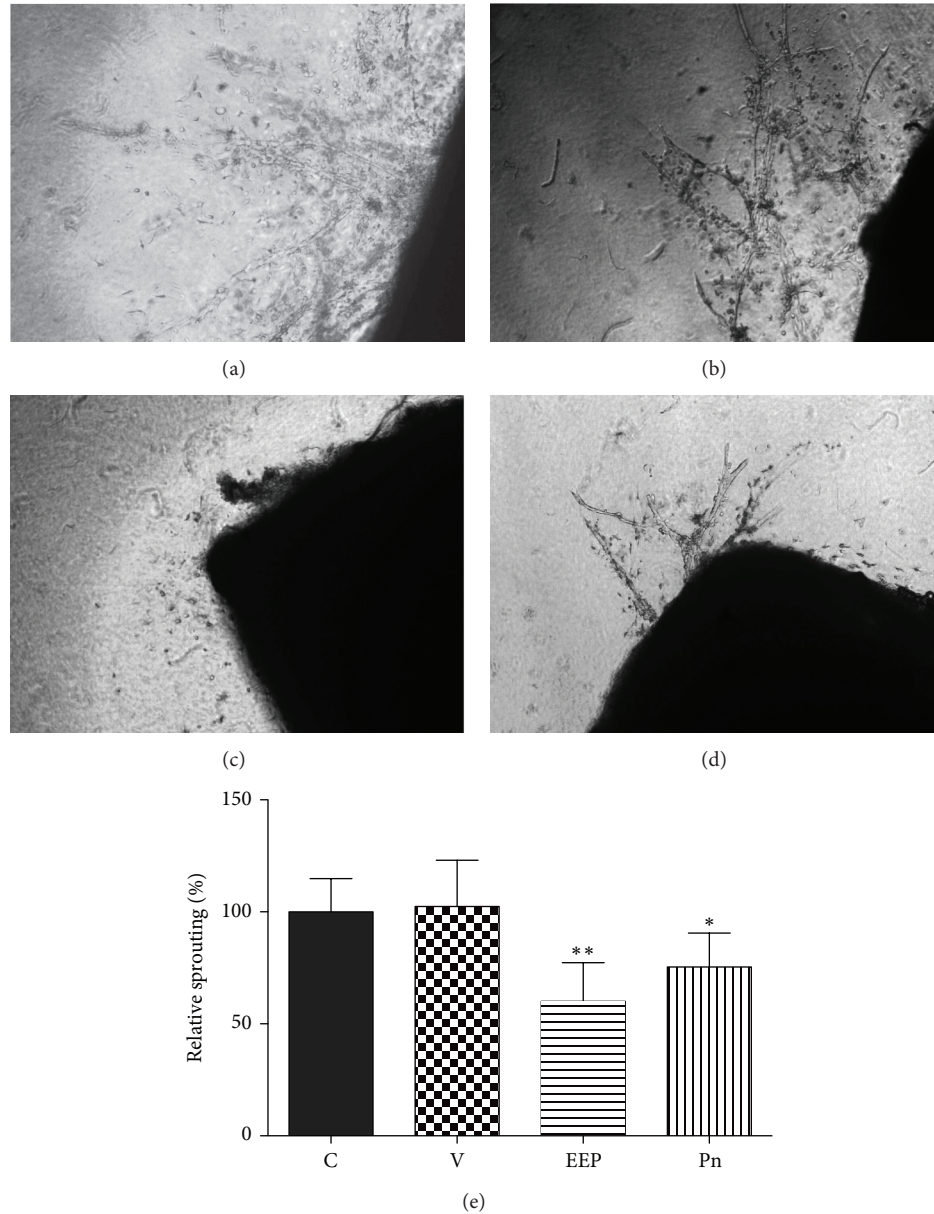 (a)
(b)
(c)
(d)
150
100
50
0
Relative sprouting (%)
**
*
C
V
EEP
Pn
(e)